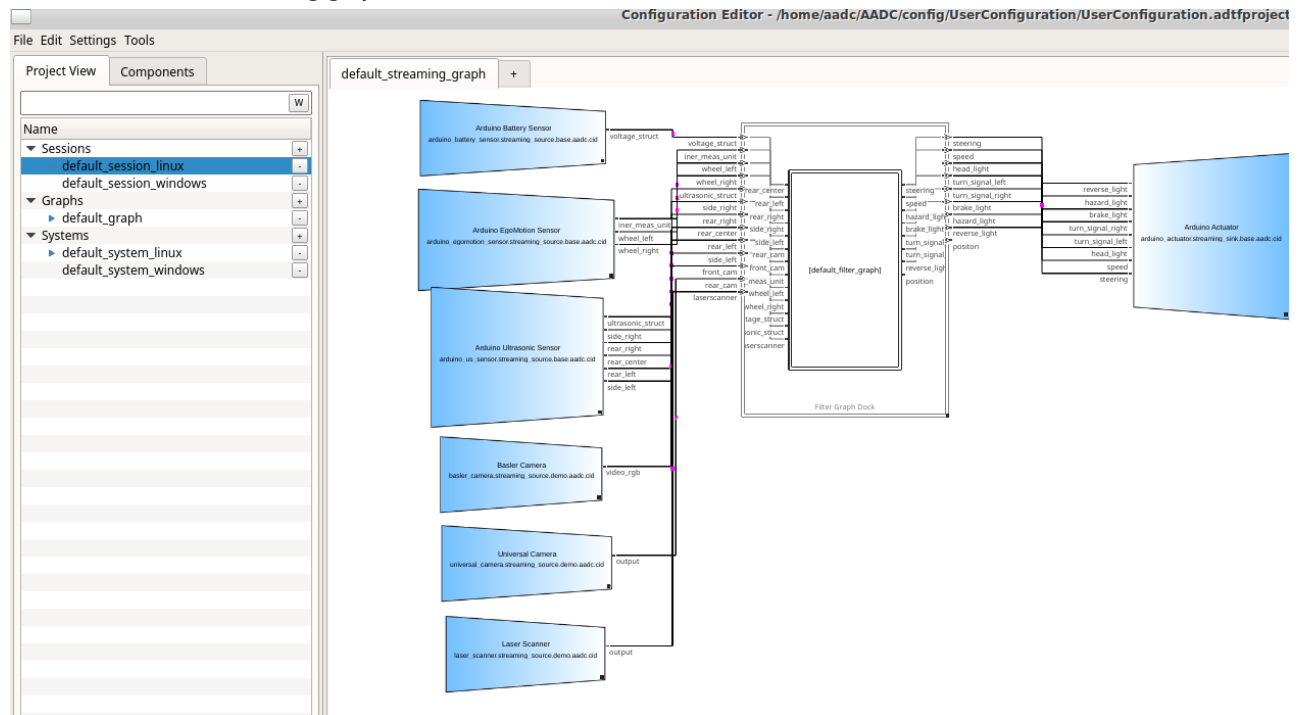 Configuration Editor - /home/aadc/AADC/config/UserConfiguration/UserConfiguration.adtfproject
File Edit Settings Tools
Project View
Components
W
Name
Sessions
default_session_linux
default_session_windows
Graphs
default_graph
Systems
default_system_linux
default_system_windows
default_streaming_graph
+
Arduino Battery Sensor
arduino_battery_sensor.streaming_source.base.aadc.cid
voltage_struct
Arduino EgoMotion Sensor
arduino_egomotion_sensor.streaming_source.base.aadc.cid
iner_meas_unit
wheel_left
wheel_right
Arduino Ultrasonic Sensor
arduino_us_sensor.streaming_source.base.aadc.cid
ultrasonic_struct
side_right
rear_right
rear_center
rear_left
side_left
Basler Camera
basler_camera.streaming_source.demo.aadc.cid
video_rgb
Universal Camera
universal_camera.streaming_source.demo.aadc.cid
output
Laser Scanner
laser_scanner.streaming_source.demo.aadc.cid
output
voltage_struct
iner_meas_unit
wheel_left
wheel_right
ultrasonic_struct
side_right
rear_right
rear_center
rear_left
side_left
front_cam
rear_cam
laserscanner
rear_center
rear_left
rear_right
side_right
side_left
rear_cam
front_cam
meas_unit
wheel_left
wheel_right
tage_struct
sonic_struct
serscanner
[default_filter_graph]
steering
speed
hazard_ligh
brake_light
turn_signal
turn_signal
reverse_ligh
position
Filter Graph Dock
steering
speed
head_light
turn_signal_left
turn_signal_right
brake_light
hazard_light
reverse_light
positon
reverse_light
hazard_light
brake_light
turn_signal_right
turn_signal_left
head_light
speed
steering
Arduino Actuator
arduino_actuator.streaming_sink.base.aadc.cid